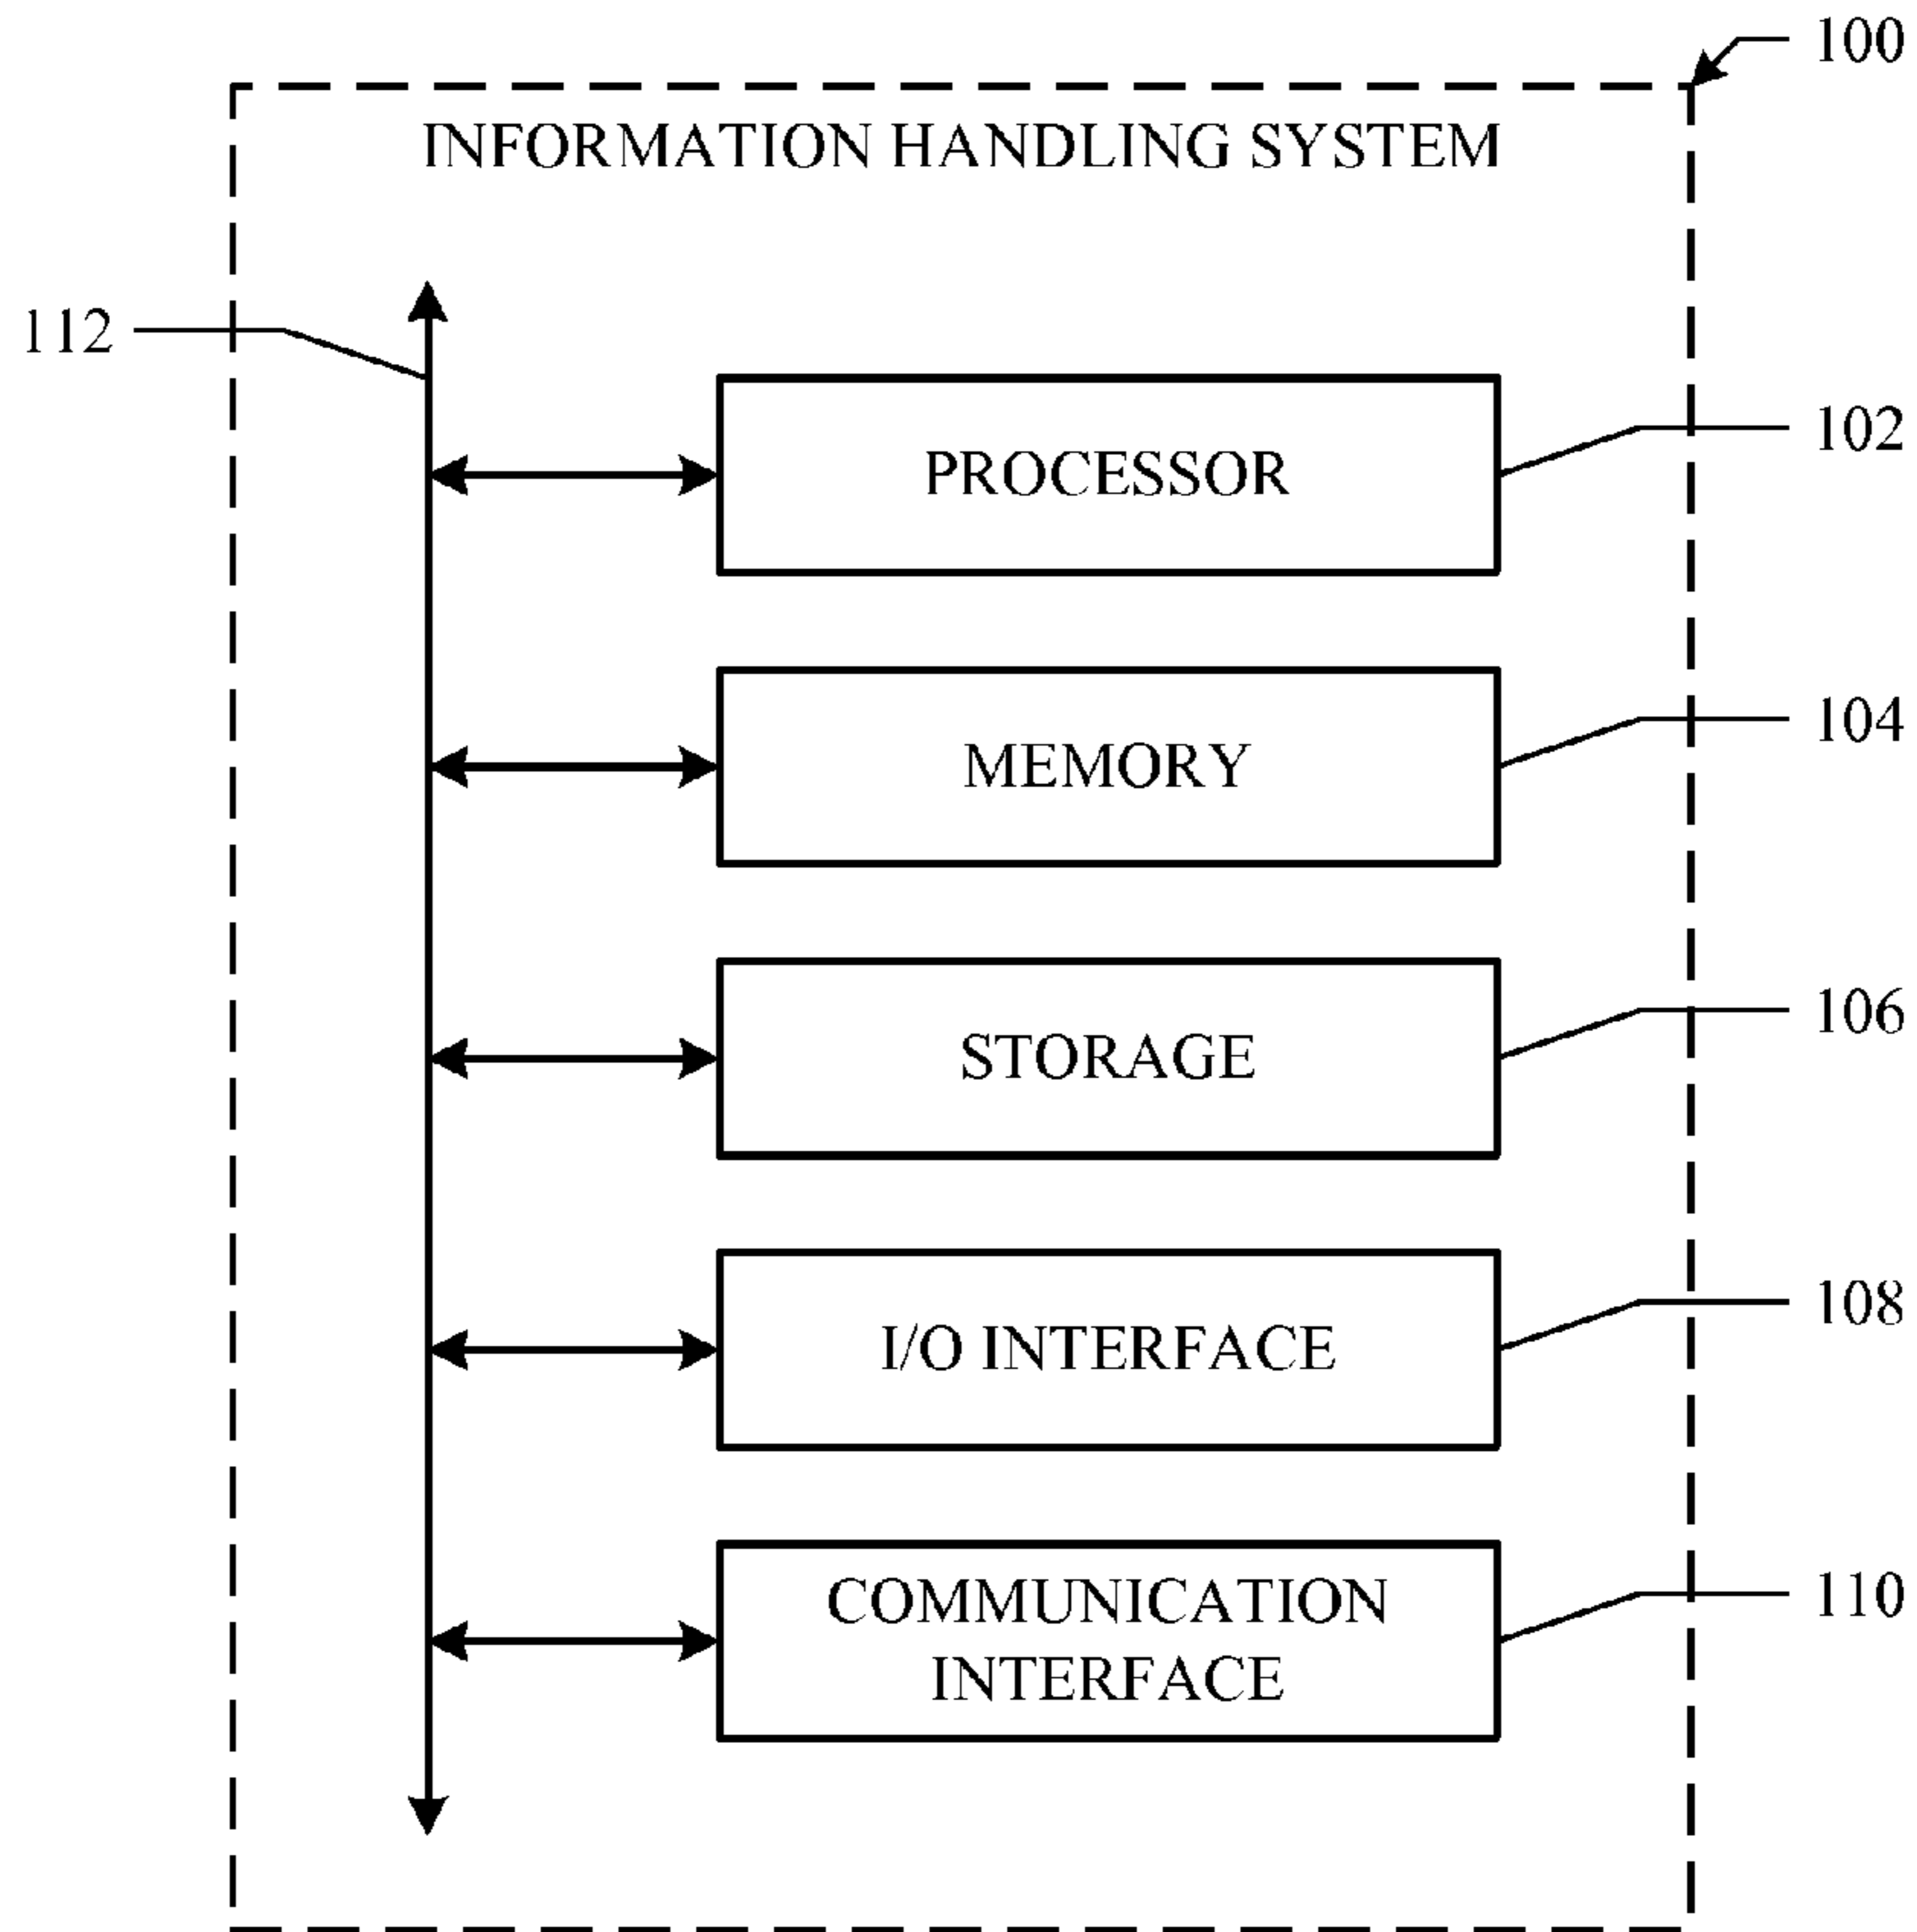 100
INFORMATION HANDLING SYSTEM
112
PROCESSOR
102
MEMORY
104
STORAGE
106
I/O INTERFACE
108
COMMUNICATION
INTERFACE
110